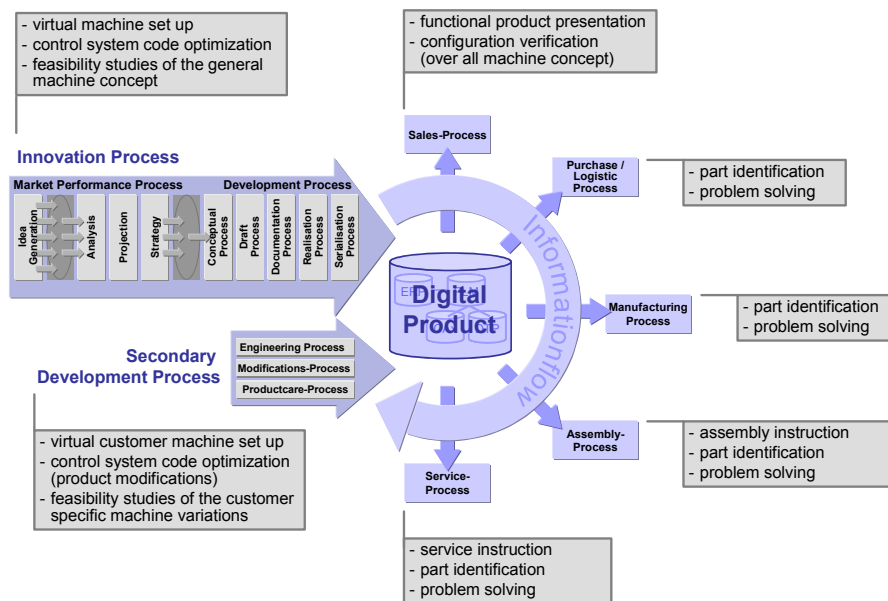 - virtual machine set up
- control system code optimization
- feasibility studies of the general
machine concept
- functional product presentation
- configuration verification
(over all machine concept)
Sales-Process
Innovation Process
Market Performance Process
Development Process
Idea
Generation
Analysis
Projection
Strategy
Conceptual
Process
Draft
Process
Documentation
Process
Realisation
Process
Serialisation
Process
Purchase /
Logistic
Process
- part identification
- problem solving
Informationflow
Digital
Product
Manufacturing
Process
- part identification
- problem solving
Secondary
Development Process
Engineering Process
Modifications-Process
Productcare-Process
Assembly-
Process
- assembly instruction
- part identification
- problem solving
- virtual customer machine set up
- control system code optimization
(product modifications)
- feasibility studies of the customer
specific machine variations
Service-
Process
- service instruction
- part identification
- problem solving